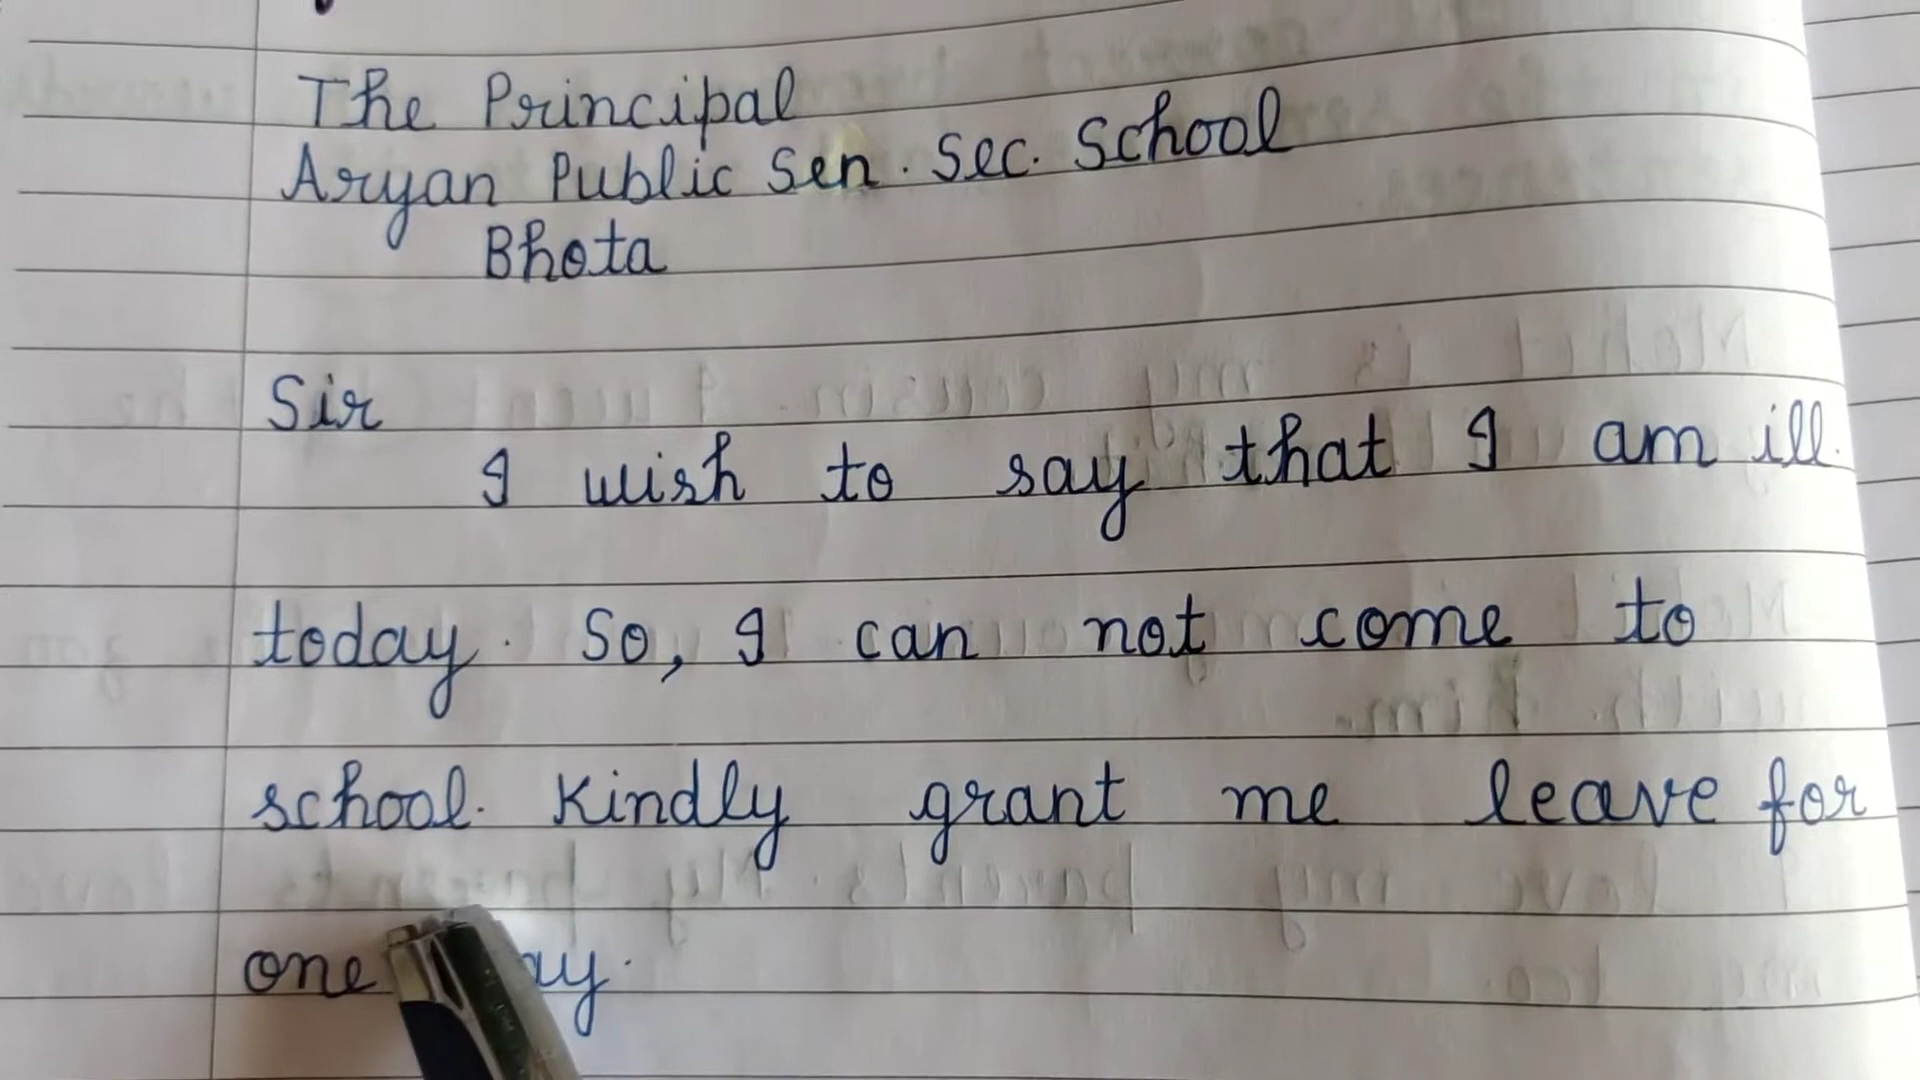 The Principal
Aryan Public Sen. Sec. School
Bhota
Sir
I wish to say that I am ill.
today. So, I can not come to
school. Kindly grant me leave for
one